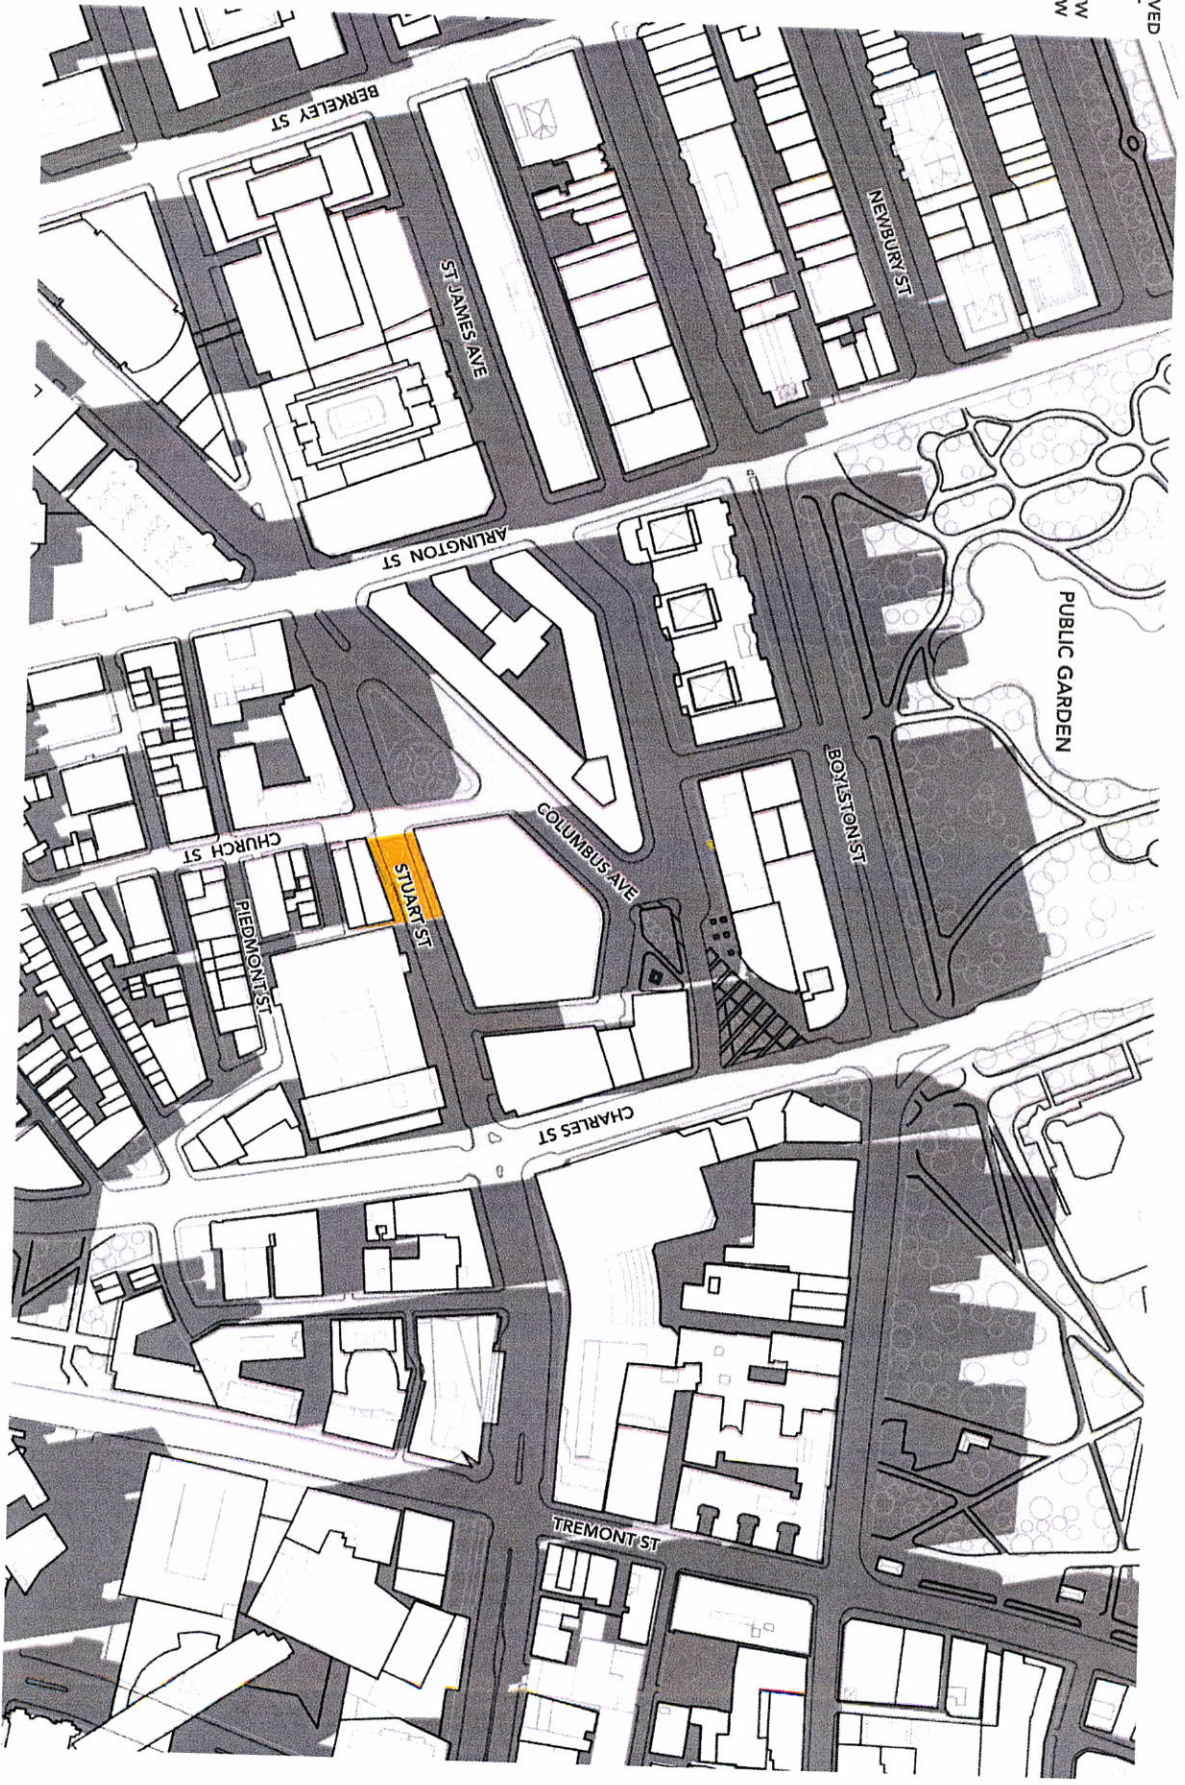 VED
W
W
BERKELEY ST
NEWBURY ST
ST JAMES AVE
ARLINGTON ST
PUBLIC GARDEN
BOYLSTON ST
COLUMBUS AVE
CHURCH ST
STUART ST
PIEDMONT ST
CHARLES ST
TREMONT ST